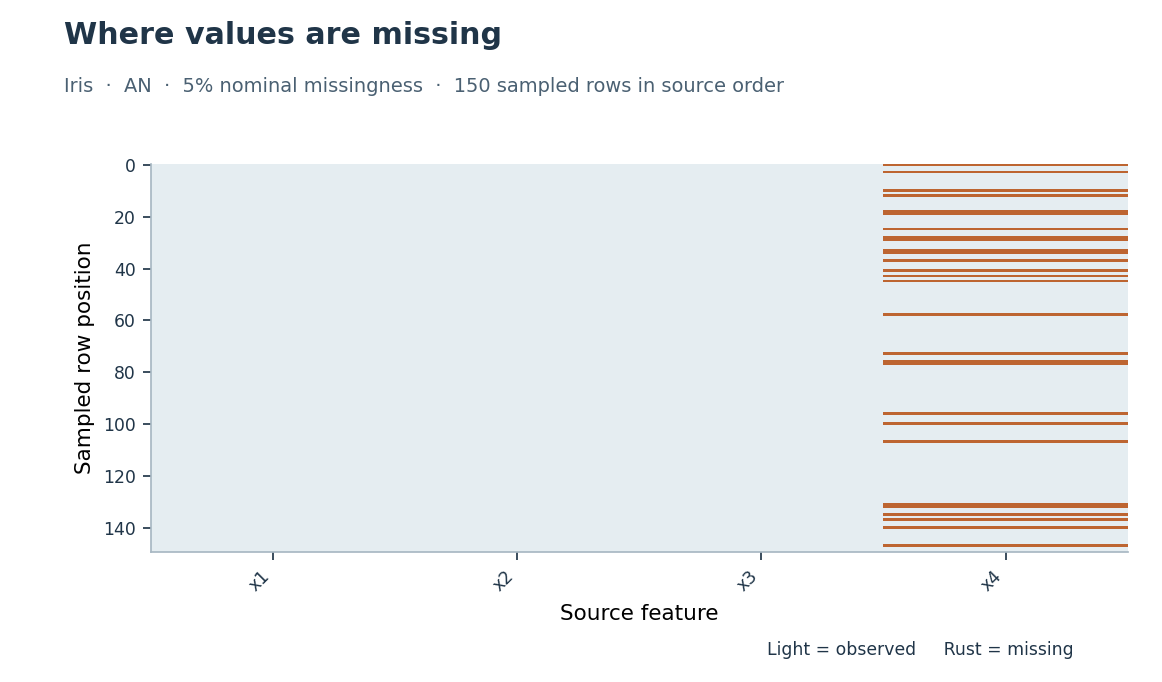 Where values are missing
Iris · AN · 5% nominal missingness · 150 sampled rows in source order
0
20
40
60
80
100
120
140
Sampled row position
x1
x2
x3
x4
Source feature
Light = observed Rust = missing